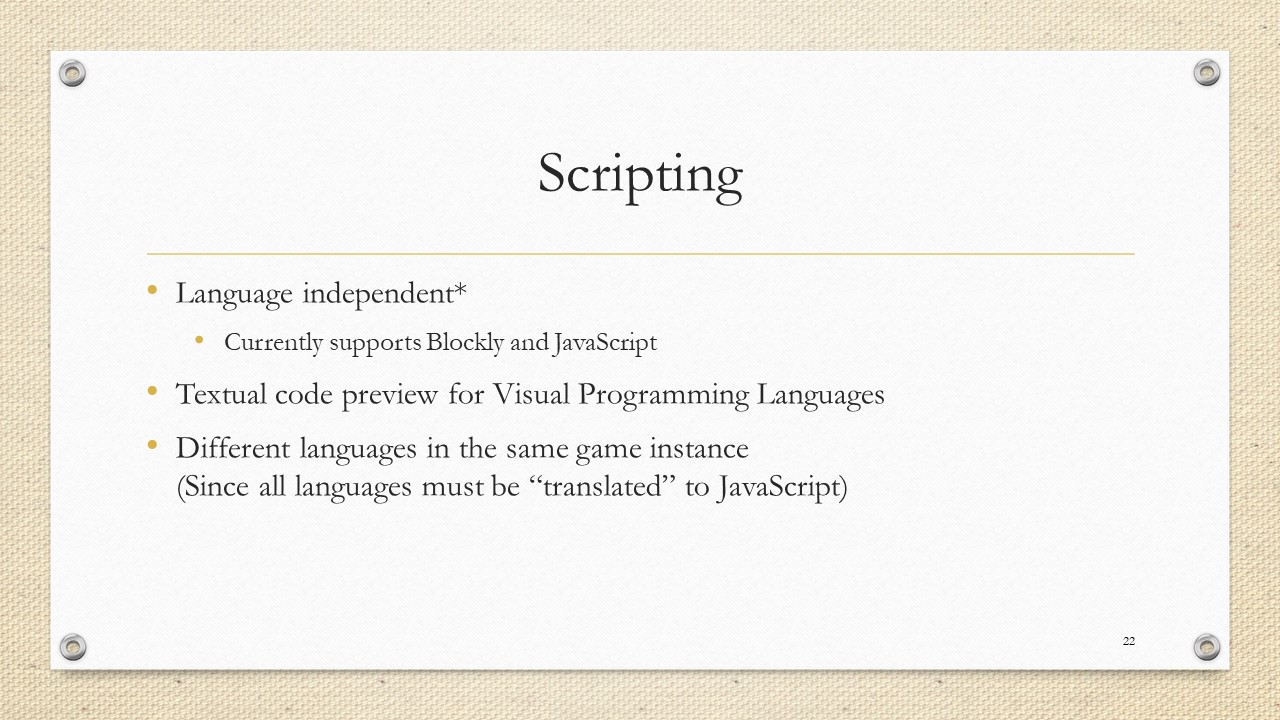 Scripting
• Language independent*
• Currently supports Blockly and JavaScript
• Textual code preview for Visual Programming Languages
• Different languages in the same game instance
(Since all languages must be “translated” to JavaScript)
22